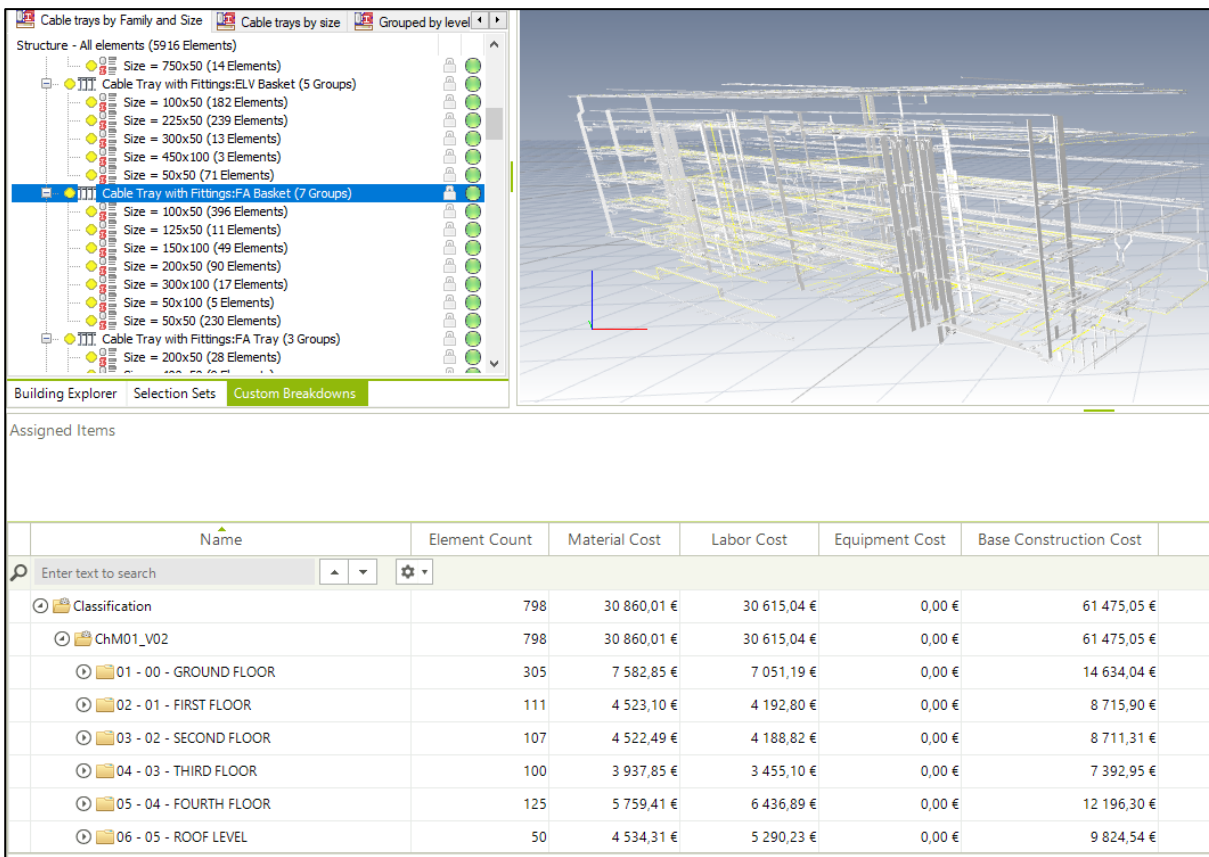 Cable trays by Family and Size Cable trays by size Grouped by level
Structure - All elements (5916 Elements)
Size = 750x50 (14 Elements)
Cable Tray with Fittings:ELV Basket (5 Groups)
Size = 100x50 (182 Elements)
Size = 225x50 (239 Elements)
Size = 300x50 (13 Elements)
Size = 450x100 (3 Elements)
Size = 50x50 (71 Elements)
Cable Tray with Fittings:FA Basket (7 Groups)
Size = 100x50 (396 Elements)
Size = 125x50 (11 Elements)
Size = 150x100 (49 Elements)
Size = 200x50 (90 Elements)
Size = 300x100 (17 Elements)
Size = 50x100 (5 Elements)
Size = 50x50 (230 Elements)
Cable Tray with Fittings:FA Tray (3 Groups)
Size = 200x50 (28 Elements)
Building Explorer Selection Sets Custom Breakdowns
Assigned Items
Name Element Count Material Cost Labor Cost Equipment Cost Base Construction Cost
Enter text to search
Classification 798 30 860,01 € 30 615,04 € 0,00 € 61 475,05 €
ChM01_V02 798 30 860,01 € 30 615,04 € 0,00 € 61 475,05 €
01 - 00 - GROUND FLOOR 305 7 582,85 € 7 051,19 € 0,00 € 14 634,04 €
02 - 01 - FIRST FLOOR 111 4 523,10 € 4 192,80 € 0,00 € 8 715,90 €
03 - 02 - SECOND FLOOR 107 4 522,49 € 4 188,82 € 0,00 € 8 711,31 €
04 - 03 - THIRD FLOOR 100 3 937,85 € 3 455,10 € 0,00 € 7 392,95 €
05 - 04 - FOURTH FLOOR 125 5 759,41 € 6 436,89 € 0,00 € 12 196,30 €
06 - 05 - ROOF LEVEL 50 4 534,31 € 5 290,23 € 0,00 € 9 824,54 €